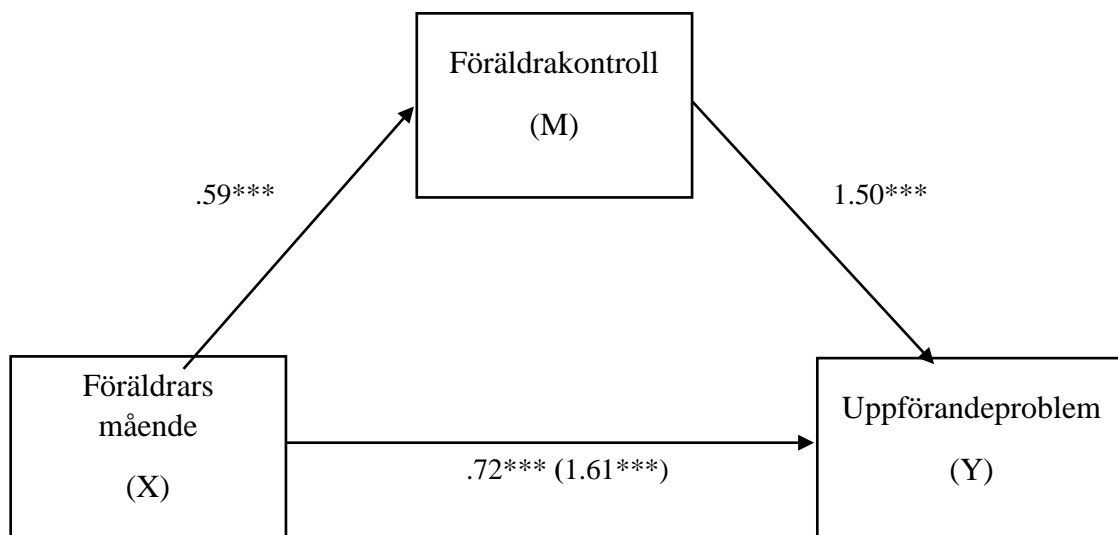 Föräldrakontroll
(M)
.59***
1.50***
Föräldrars
mående
(X)
.72*** (1.61***)
Uppförandeproblem
(Y)